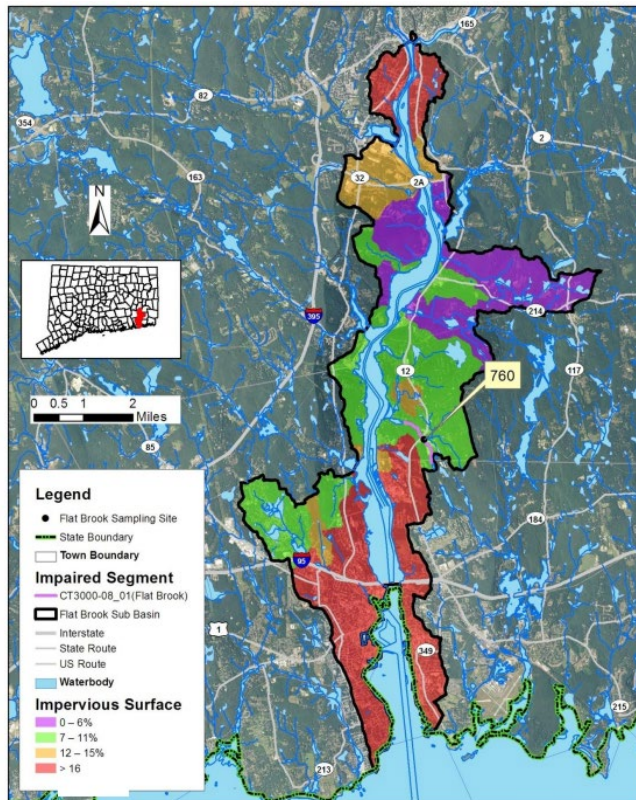 165
82
354
2
163
32
2A
N
395
214
12
117
760
0 0.5 1 2
Miles
85
184
Legend
Flat Brook Sampling Site
State Boundary
Town Boundary
Impaired Segment
CT3000-08_01(Flat Brook)
Flat Brook Sub Basin
Interstate
State Route
US Route
Waterbody
Impervious Surface
0 – 6%
7 – 11%
12 – 15%
> 16
95
1
349
215
213